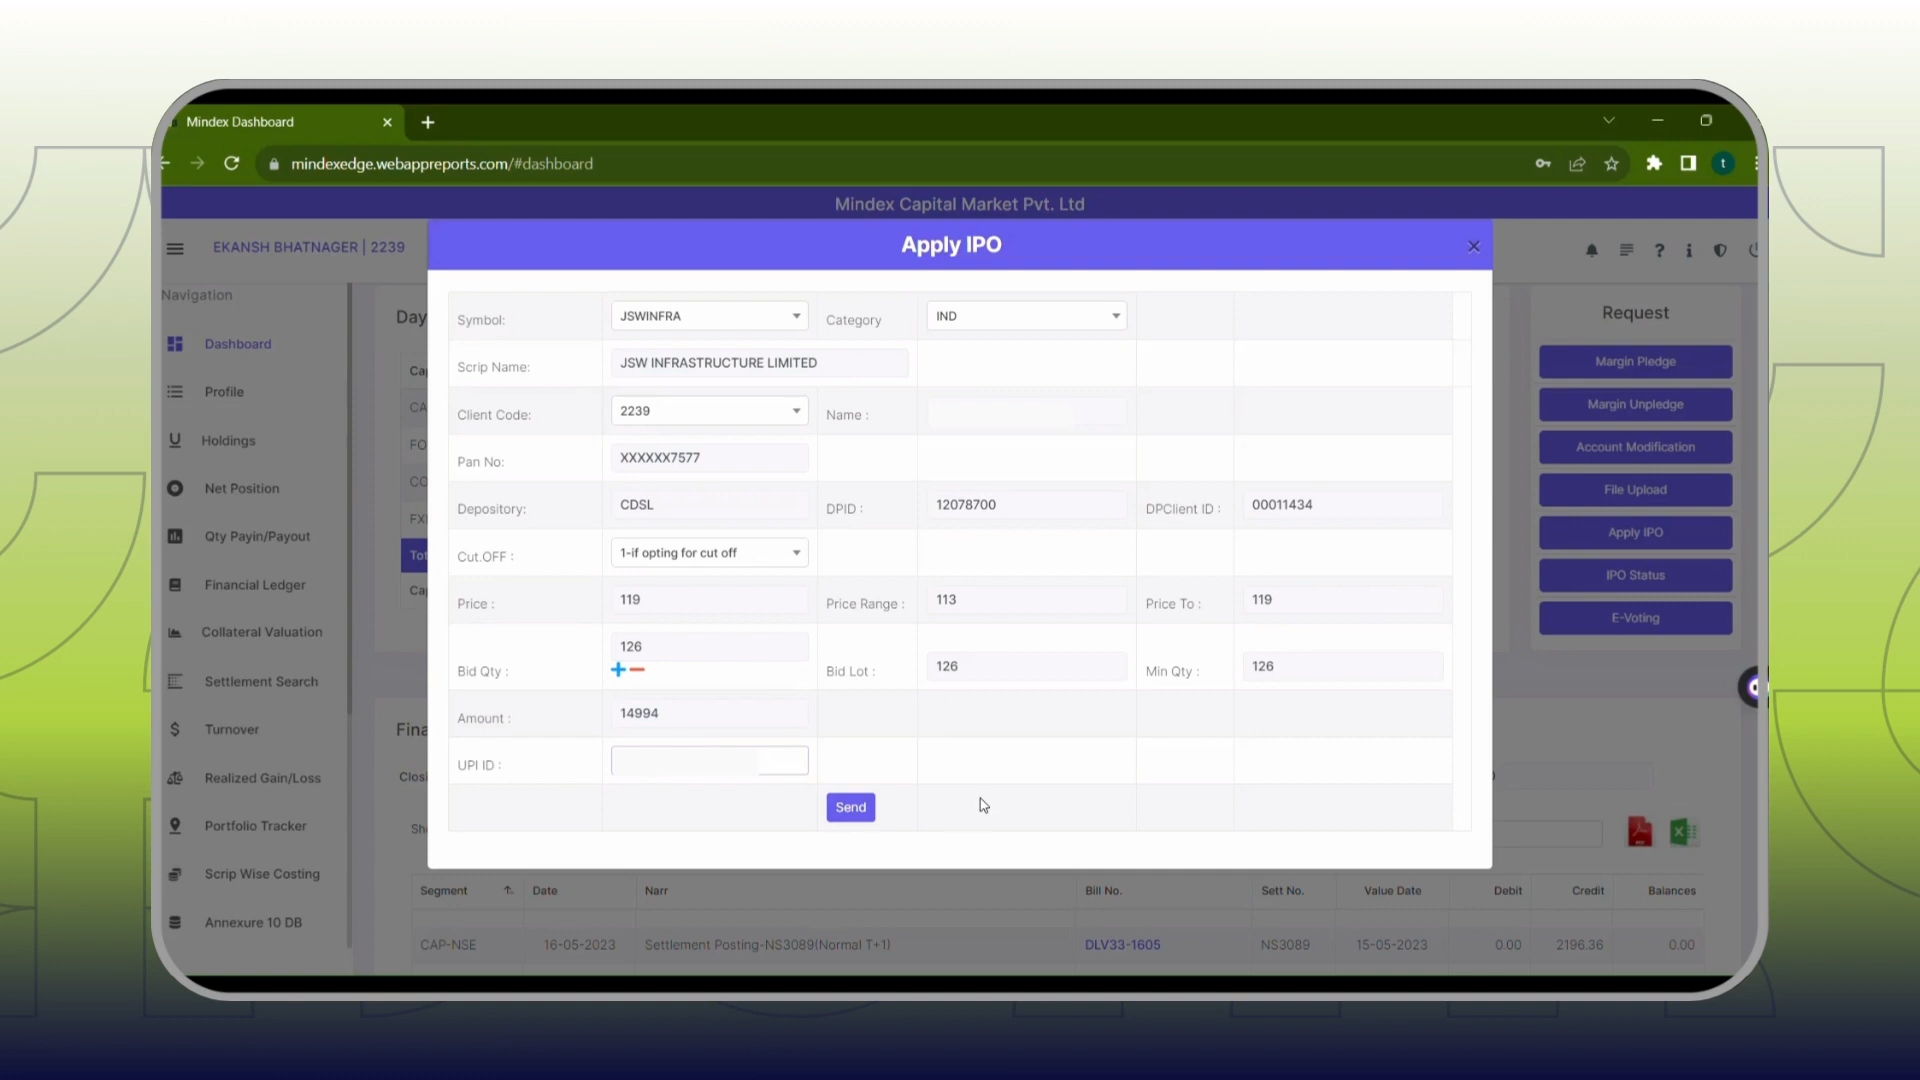 Mindex Dashboard
mindexedge.webappreports.com/#dashboard
t
Mindex Capital Market Pvt. Ltd
EKANSH BHATNAGER | 2239
Apply IPO
Navigation
Dashboard
Profile
Holdings
Net Position
Qty Payin/Payout
Financial Ledger
Collateral Valuation
Settlement Search
Turnover
Realized Gain/Loss
Portfolio Tracker
Scrip Wise Costing
Annexure 10 DB
Day
Symbol: JSWINFRA Category IND
Scrip Name: JSW INFRASTRUCTURE LIMITED
Client Code: 2239 Name :
Pan No: XXXXXX7577
Depository: CDSL DPID : 12078700 DPClient ID : 00011434
Cut.OFF : 1-if opting for cut off
Price : 119 Price Range : 113 Price To : 119
Bid Qty : 126 Bid Lot : 126 Min Qty : 126
Amount : 14994
UPI ID :
Send
Request
Margin Pledge
Margin Unpledge
Account Modification
File Upload
Apply IPO
IPO Status
E-Voting
Segment Date Narr Bill No. Sett No. Value Date Debit Credit Balances
CAP-NSE 16-05-2023 Settlement Posting-NS3089(Normal T+1) DLV33-1605 NS3089 15-05-2023 0.00 2196.36 0.00